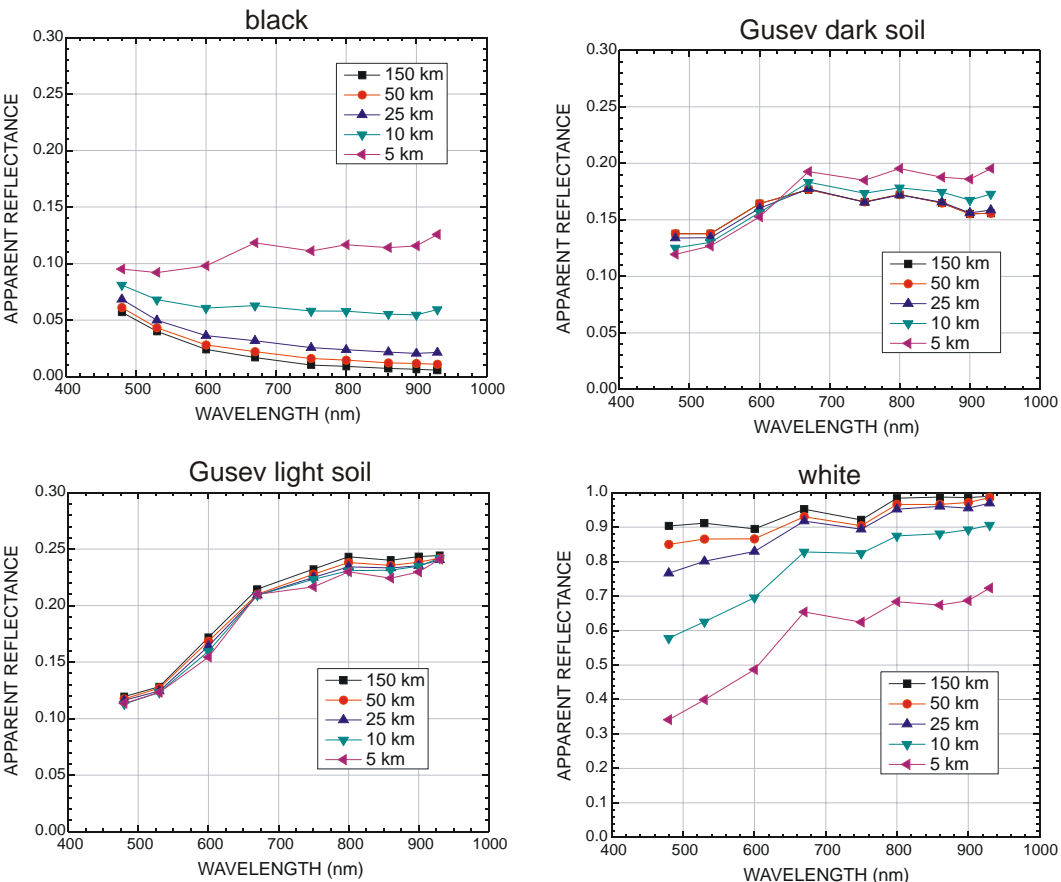 black
0.30
0.25
0.20
0.15
0.10
0.05
0.00
APPARENT REFLECTANCE
150 km
50 km
25 km
10 km
5 km
400 500 600 700 800 900 1000
WAVELENGTH (nm)
Gusev dark soil
0.30
0.25
0.20
0.15
0.10
0.05
0.00
APPARENT REFLECTANCE
150 km
50 km
25 km
10 km
5 km
400 500 600 700 800 900 1000
WAVELENGTH (nm)
Gusev light soil
0.30
0.25
0.20
0.15
0.10
0.05
0.00
APPARENT REFLECTANCE
150 km
50 km
25 km
10 km
5 km
400 500 600 700 800 900 1000
WAVELENGTH (nm)
white
1.0
0.9
0.8
0.7
0.6
0.5
0.4
0.3
0.2
0.1
0.0
APPARENT REFLECTANCE
150 km
50 km
25 km
10 km
5 km
400 500 600 700 800 900 1000
WAVELENGTH (nm)